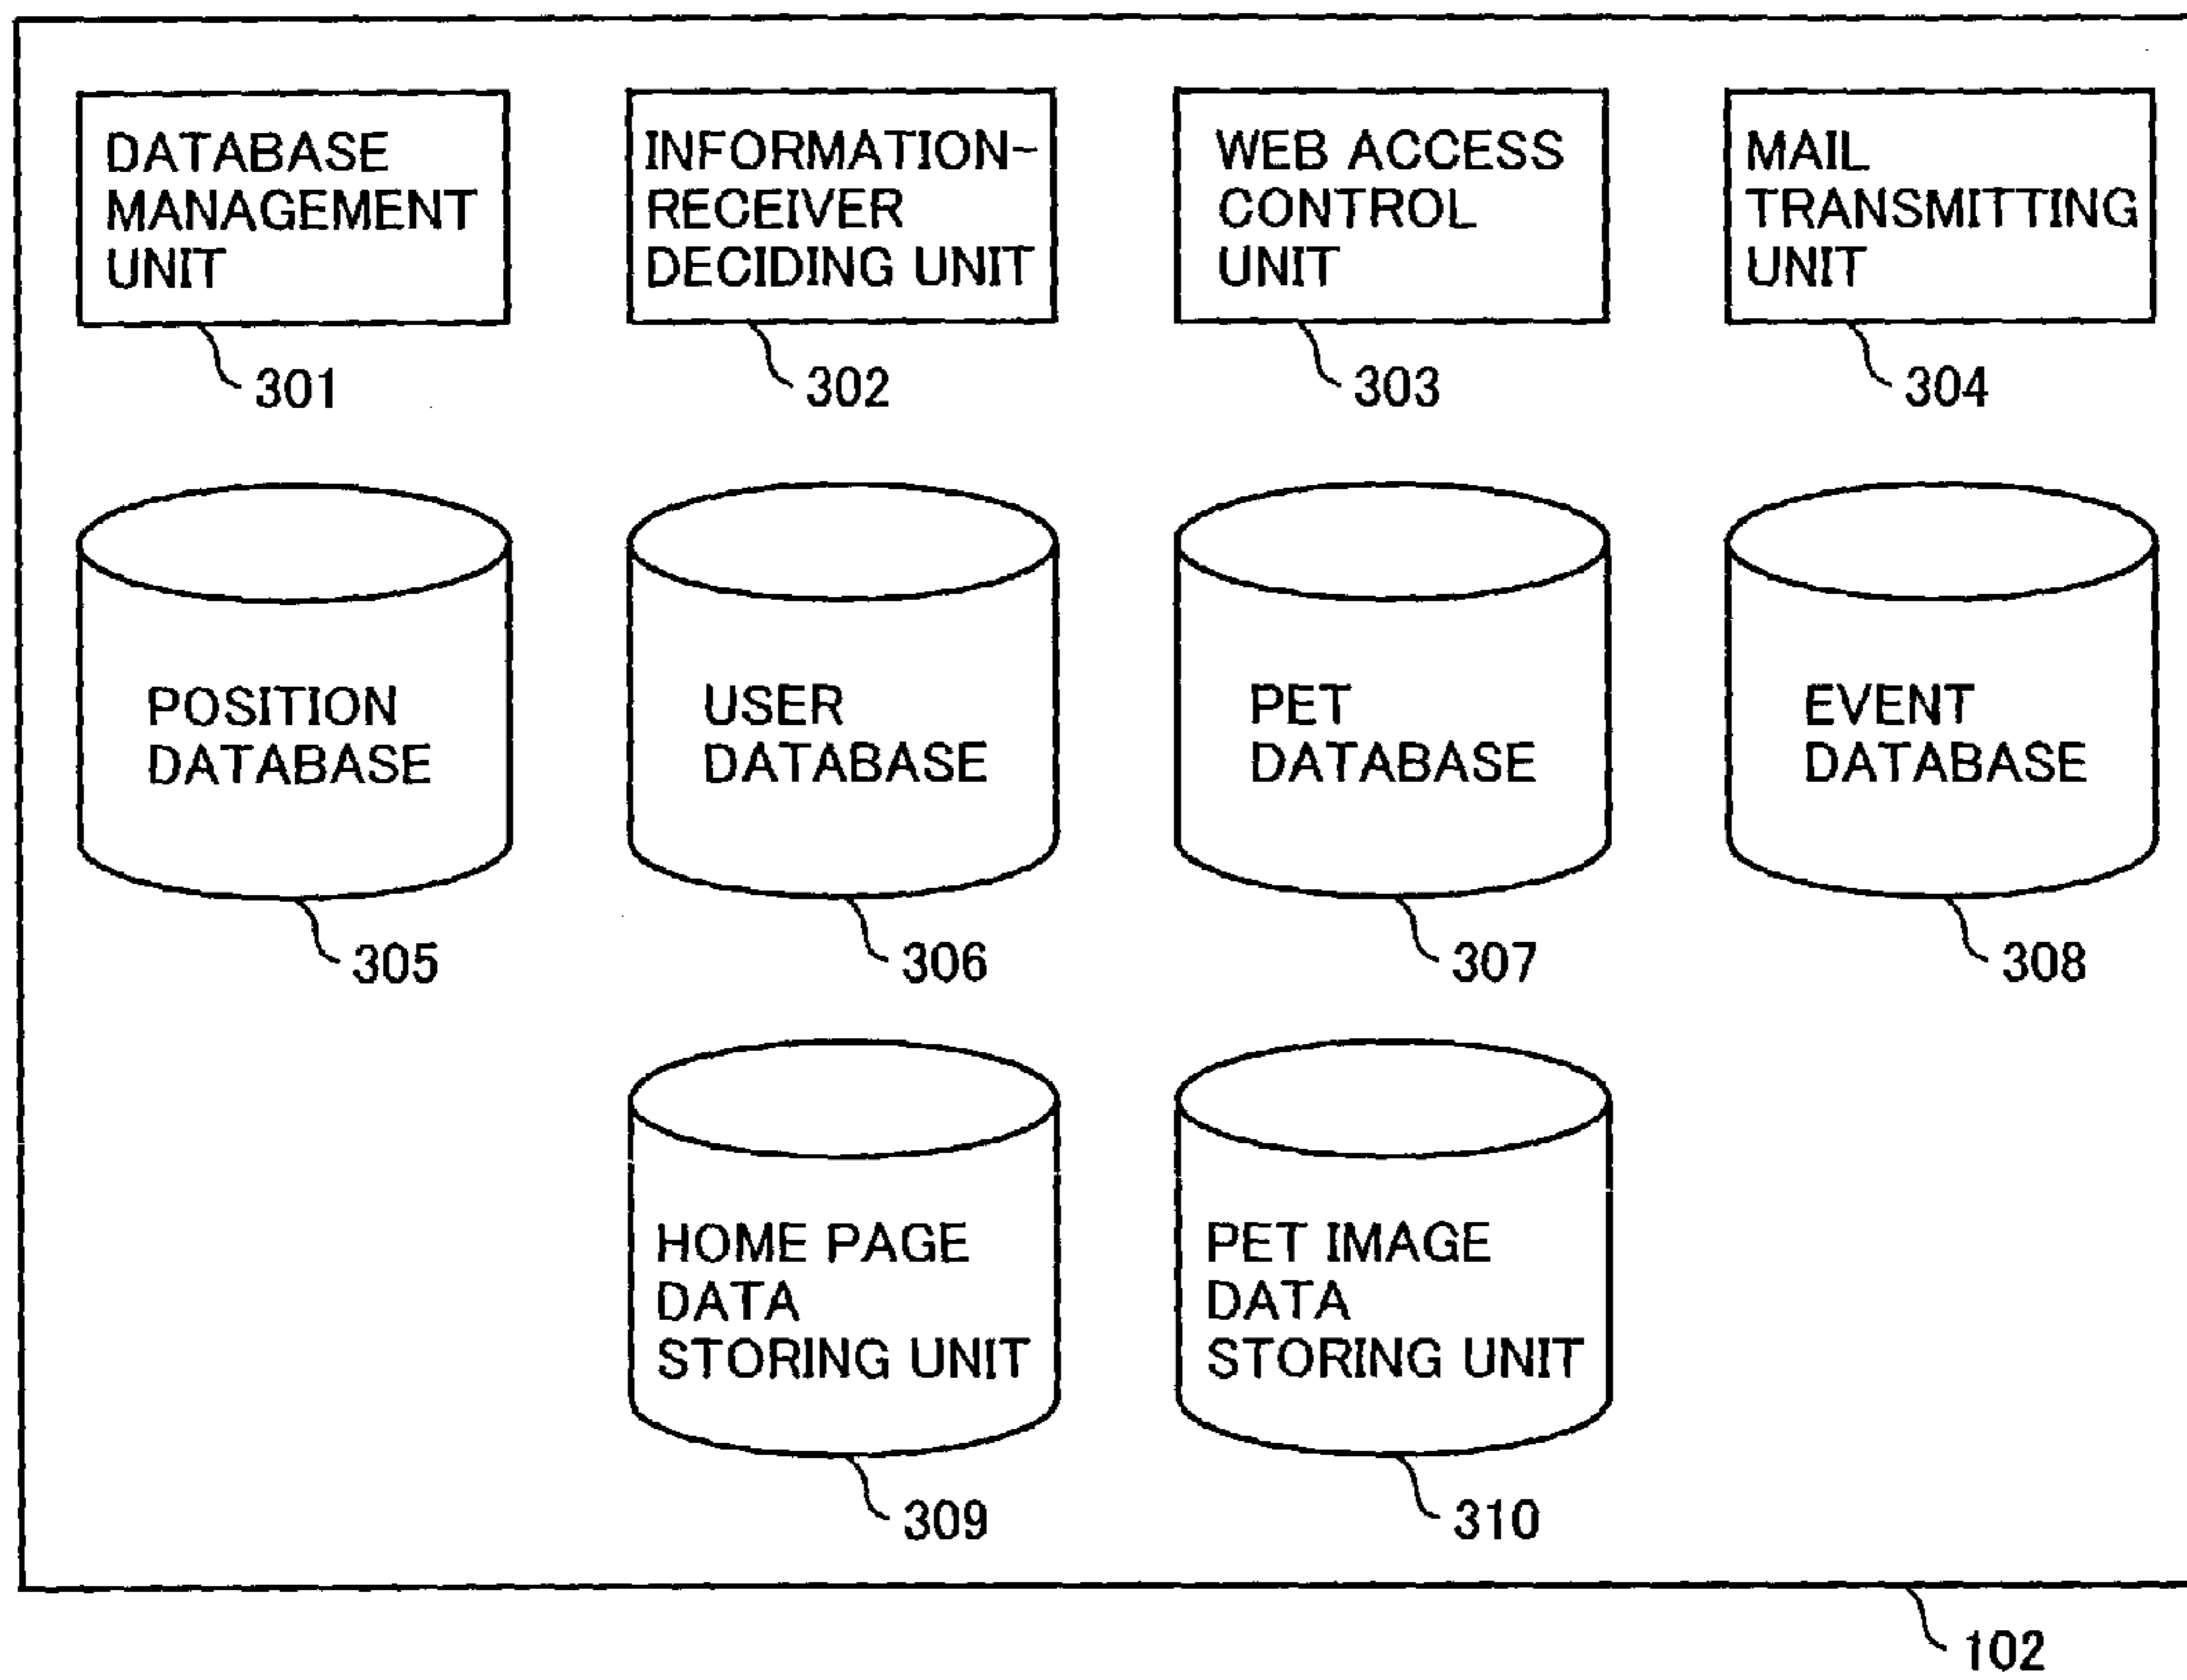 DATABASE
MANAGEMENT
UNIT
301
INFORMATION-
RECEIVER
DECIDING UNIT
302
WEB ACCESS
CONTROL
UNIT
303
MAIL
TRANSMITTING
UNIT
304
POSITION
DATABASE
305
USER
DATABASE
306
PET
DATABASE
307
EVENT
DATABASE
308
HOME PAGE
DATA
STORING UNIT
309
PET IMAGE
DATA
STORING UNIT
310
102